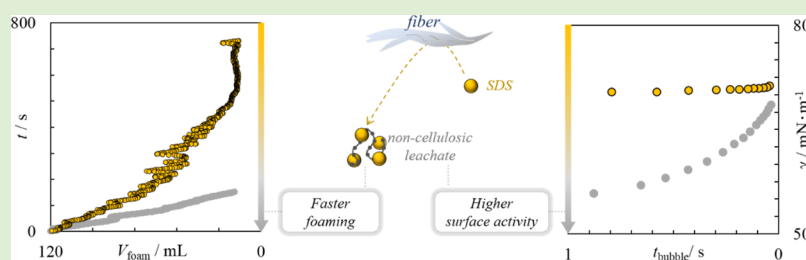 800
t / s
0
120
V_foam / mL
0
fiber
SDS
non-cellulosic
leachate
Faster
foaming
Higher
surface activity
80
γ / mN·m⁻¹
50
1
t_bubble / s
0